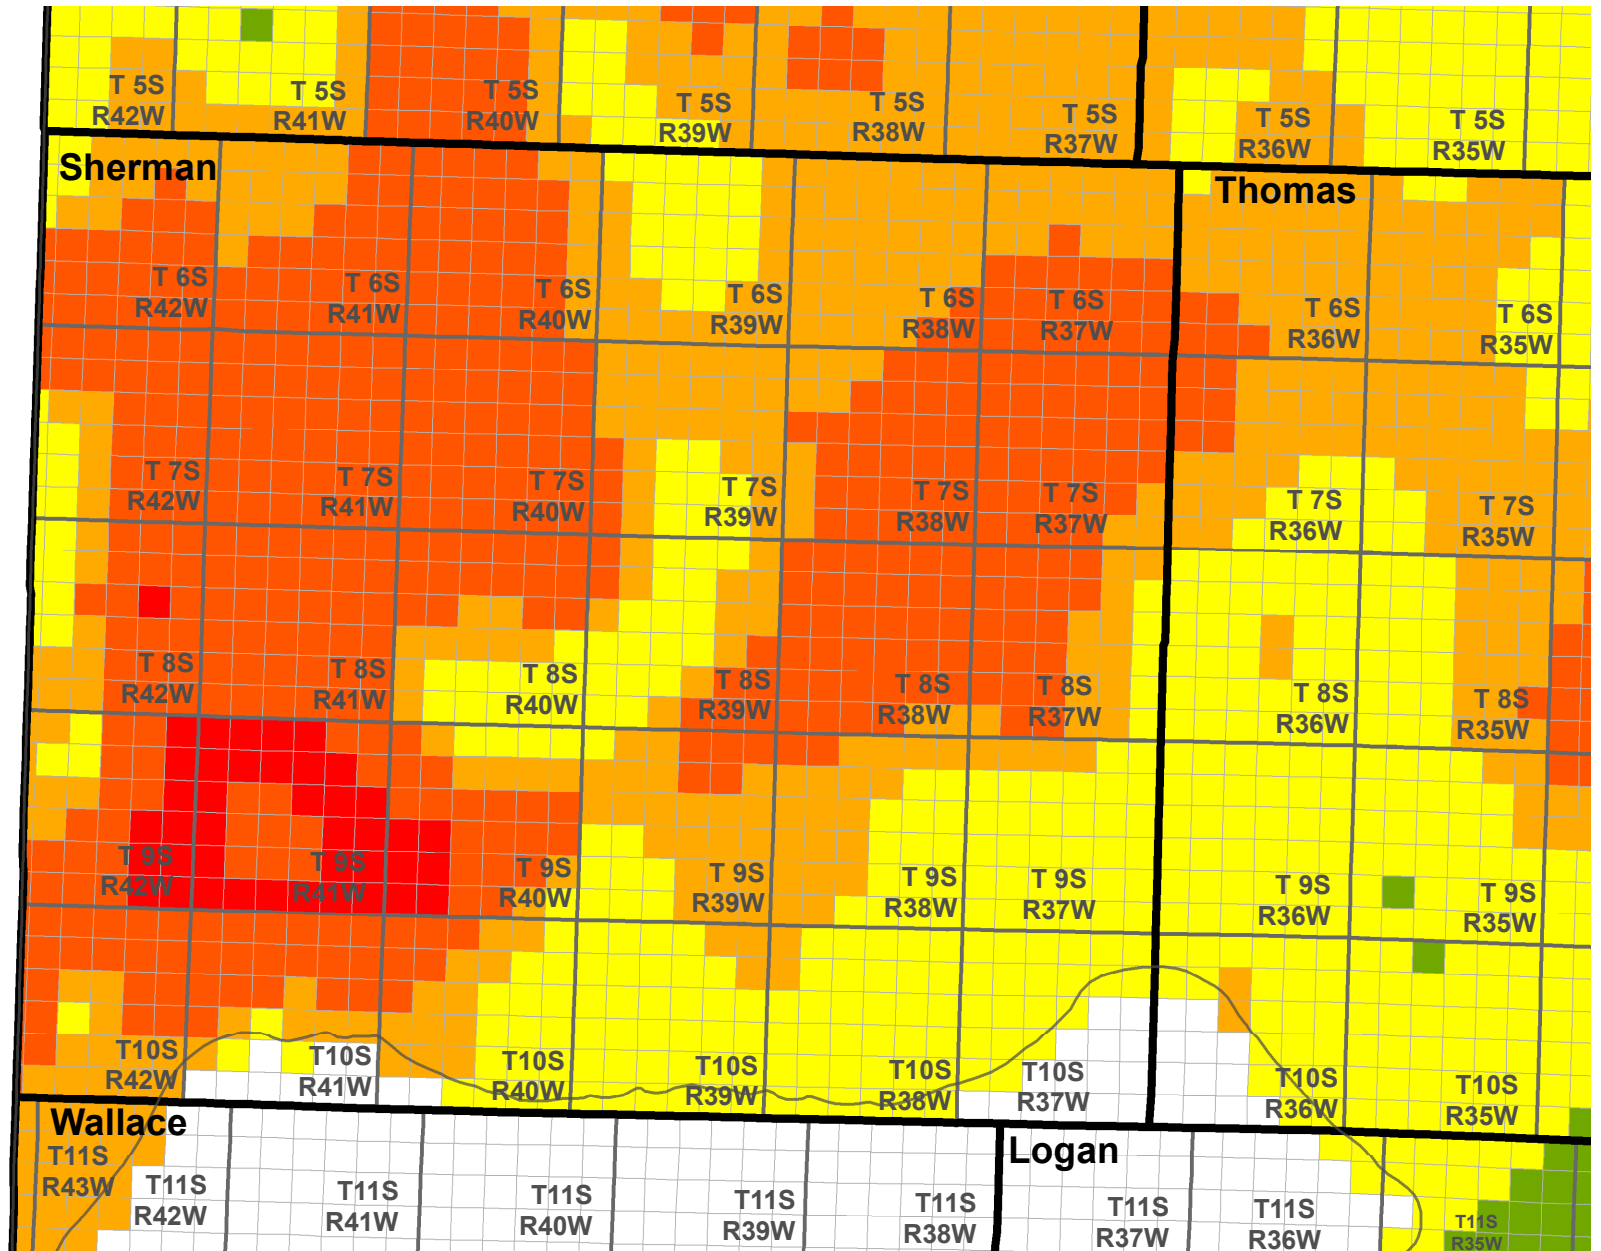 T 5S
R42W
T 5S
R41W
T 5S
R40W
T 5S
R39W
T 5S
R38W
T 5S
R37W
T 5S
R36W
T 5S
R35W
Sherman
Thomas
T 6S
R42W
T 6S
R41W
T 6S
R40W
T 6S
R39W
T 6S
R38W
T 6S
R37W
T 6S
R36W
T 6S
R35W
T 7S
R42W
T 7S
R41W
T 7S
R40W
T 7S
R39W
T 7S
R38W
T 7S
R37W
T 7S
R36W
T 7S
R35W
T 8S
R42W
T 8S
R41W
T 8S
R40W
T 8S
R39W
T 8S
R38W
T 8S
R37W
T 8S
R36W
T 8S
R35W
T 9S
R42W
T 9S
R41W
T 9S
R40W
T 9S
R39W
T 9S
R38W
T 9S
R37W
T 9S
R36W
T 9S
R35W
T10S
R42W
T10S
R41W
T10S
R40W
T10S
R39W
T10S
R38W
T10S
R37W
T10S
R36W
T10S
R35W
Wallace
Logan
T11S
R43W
T11S
R42W
T11S
R41W
T11S
R40W
T11S
R39W
T11S
R38W
T11S
R37W
T11S
R36W
T11S
R35W